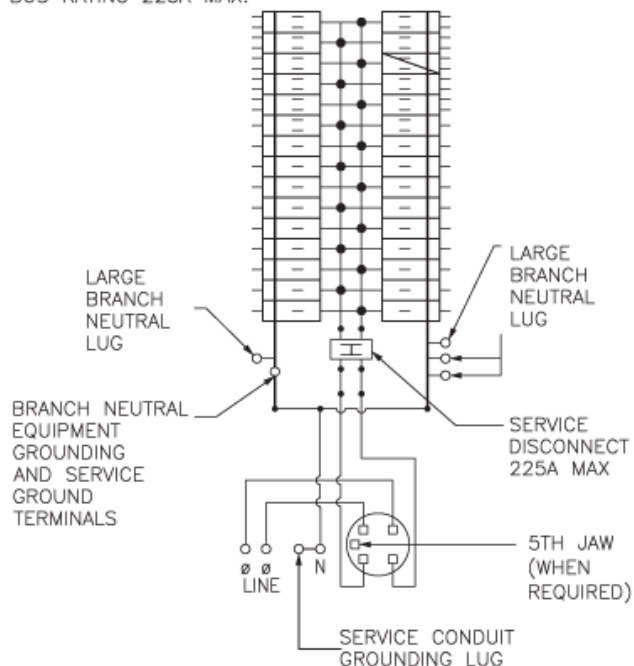 BUS RATING 225A MAX.
LARGE
BRANCH
NEUTRAL
LUG
LARGE
BRANCH
NEUTRAL
LUG
BRANCH NEUTRAL
EQUIPMENT
GROUNDING
AND SERVICE
GROUND
TERMINALS
SERVICE
DISCONNECT
225A MAX
5TH JAW
(WHEN
REQUIRED)
ø ø N
LINE
SERVICE CONDUIT
GROUNDING LUG